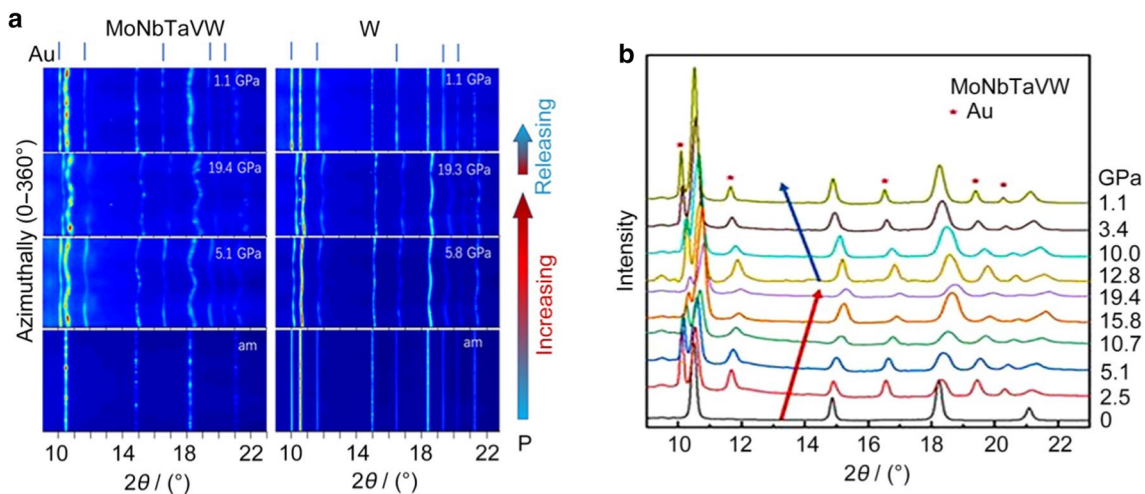 a
MoNbTaVW
W
Au
1.1 GPa
1.1 GPa
19.4 GPa
19.3 GPa
5.1 GPa
5.8 GPa
am
am
Azimuthally (0–360°)
Releasing
Increasing
P
10 14 18 22
10 14 18 22
2θ / (°)
2θ / (°)
b
MoNbTaVW
* Au
GPa
1.1
3.4
10.0
12.8
19.4
15.8
10.7
5.1
2.5
0
Intensity
10 12 14 16 18 20 22
2θ / (°)